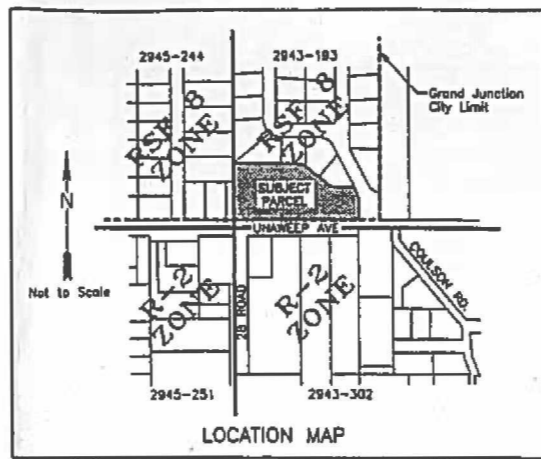 2945-244
2943-193
Grand Junction
City Limit
RSF 8
ZONE
RSF 8
ZONE
N
SUBJECT
PARCEL
UNAWEEP AVE
Not to Scale
R-2
ZONE
28 ROAD
R-2
ZONE
COULSON RD.
2945-251
2943-302
LOCATION MAP